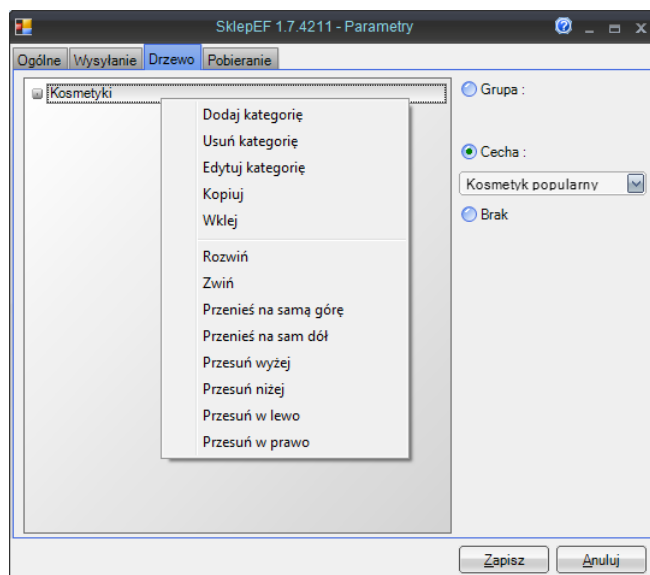 SklepEF 1.7.4211 - Parametry
Ogólne Wysyłanie Drzewo Pobieranie
Kosmetyki
Dodaj kategorię
Usuń kategorię
Edytuj kategorię
Kopiuj
Wklej
Rozwiń
Zwiń
Przenieś na samą górę
Przenieś na sam dół
Przesuń wyżej
Przesuń niżej
Przesuń w lewo
Przesuń w prawo
Grupa :
Cecha :
Kosmetyk popularny
Brak
Zapisz Anuluj